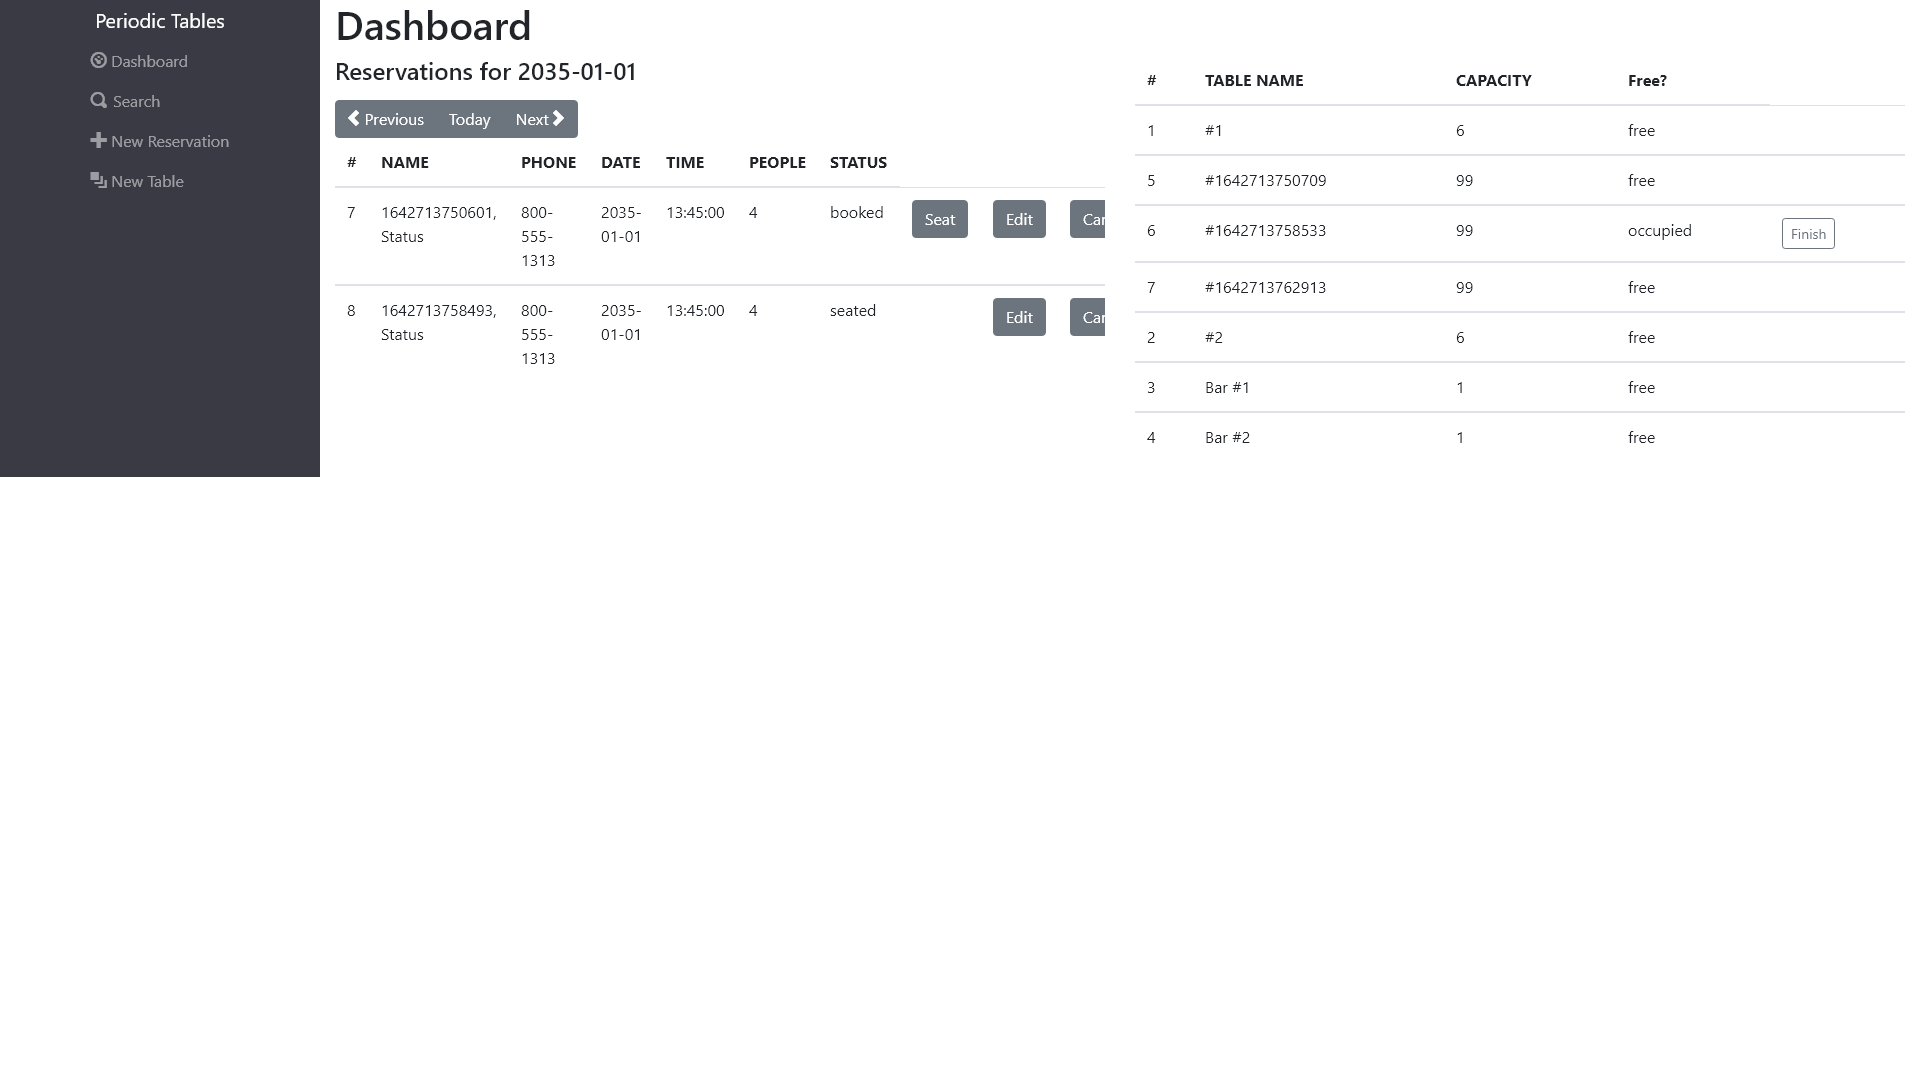 Periodic Tables
Dashboard
Search
New Reservation
New Table
Dashboard
Reservations for 2035-01-01
Previous Today Next
# NAME PHONE DATE TIME PEOPLE STATUS
7 1642713750601, 800- 2035- 13:45:00 4 booked Seat Edit Can
Status 555- 01-01
1313
8 1642713758493, 800- 2035- 13:45:00 4 seated Edit Can
Status 555- 01-01
1313
# TABLE NAME CAPACITY Free?
1 #1 6 free
5 #1642713750709 99 free
6 #1642713758533 99 occupied Finish
7 #1642713762913 99 free
2 #2 6 free
3 Bar #1 1 free
4 Bar #2 1 free